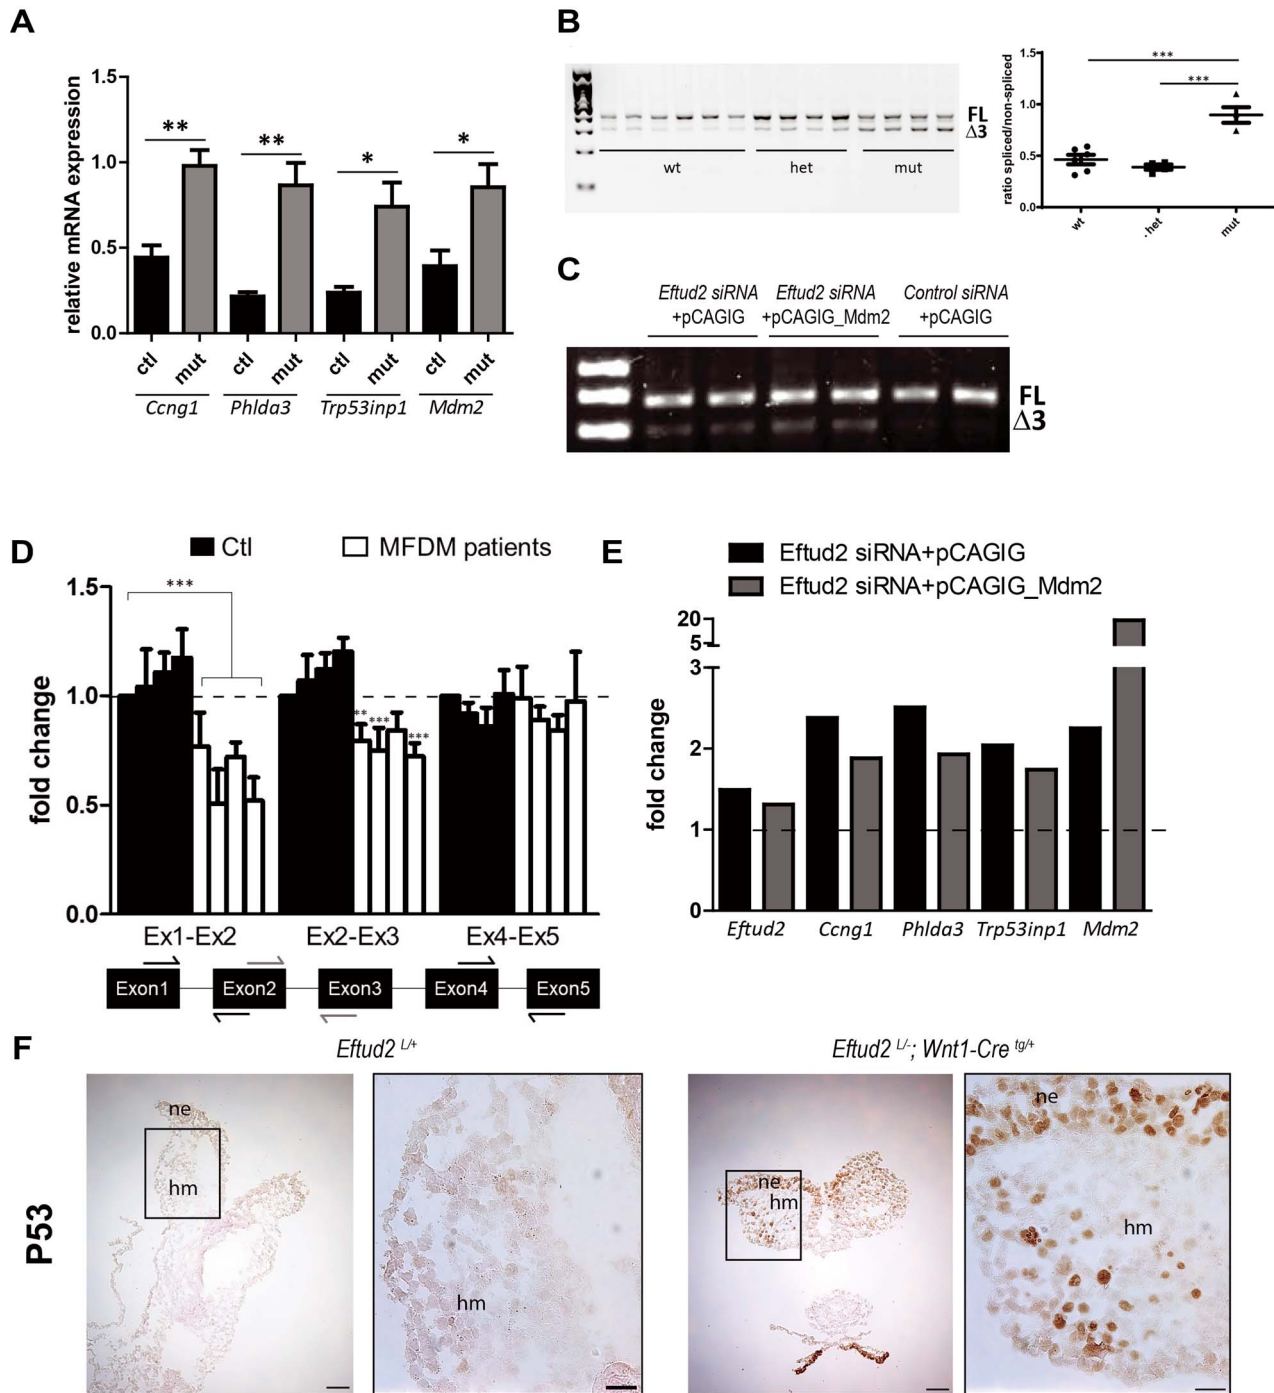 A
1.5
1.0
0.5
0.0
relative mRNA expression
**
**
*
*
ctl
mut
ctl
mut
ctl
mut
ctl
mut
Ccng1
Phlda3
Trp53inp1
Mdm2
B
FL
Δ3
wt
het
mut
1.5
1.0
0.5
0.0
ratio spliced/non-spliced
***
***
wt
. het
mut
C
Eftud2 siRNA
+pCAGIG
Eftud2 siRNA
+pCAGIG_Mdm2
Control siRNA
+pCAGIG
FL
Δ3
D
Ctl
MFDM patients
1.5
1.0
0.5
0.0
fold change
***
**
***
***
Ex1-Ex2
Ex2-Ex3
Ex4-Ex5
Exon1
Exon2
Exon3
Exon4
Exon5
E
Eftud2 siRNA+pCAGIG
Eftud2 siRNA+pCAGIG_Mdm2
20
5
3
2
1
0
fold change
Eftud2
Ccng1
Phlda3
Trp53inp1
Mdm2
F
Eftud2 L/+
Eftud2 L/-; Wnt1-Cre tg/+
P53
ne
hm
hm
ne
hm
ne
hm